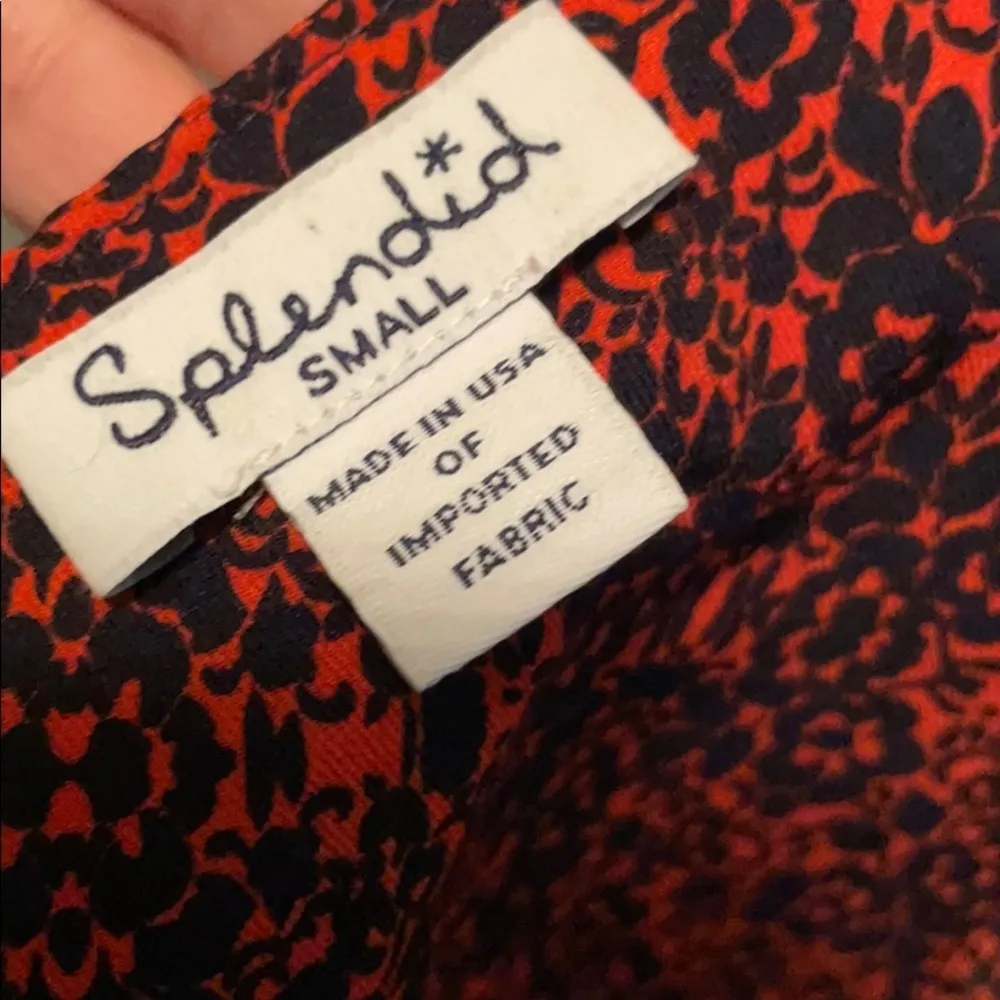 Splendid
SMALL
MADE IN USA
OF
IMPORTED
FABRIC